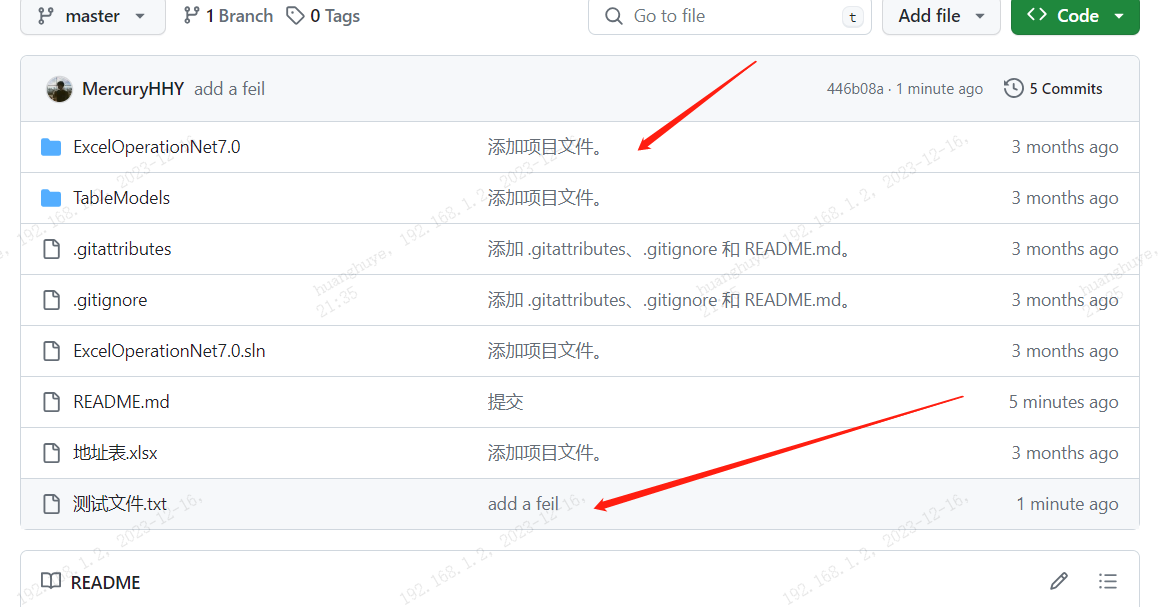 master 1 Branch 0 Tags Go to file t Add file Code
MercuryHHY add a feil 446b08a · 1 minute ago 5 Commits
ExcelOperationNet7.0 添加项目文件。 3 months ago
TableModels 添加项目文件。 3 months ago
.gitattributes 添加 .gitattributes、.gitignore 和 README.md。 3 months ago
.gitignore 添加 .gitattributes、.gitignore 和 README.md。 3 months ago
ExcelOperationNet7.0.sln 添加项目文件。 3 months ago
README.md 提交 5 minutes ago
地址表.xlsx 添加项目文件。 3 months ago
测试文件.txt add a feil 1 minute ago
README
huanghuye, 192.168.1.2, 2023-12-16, 21:35